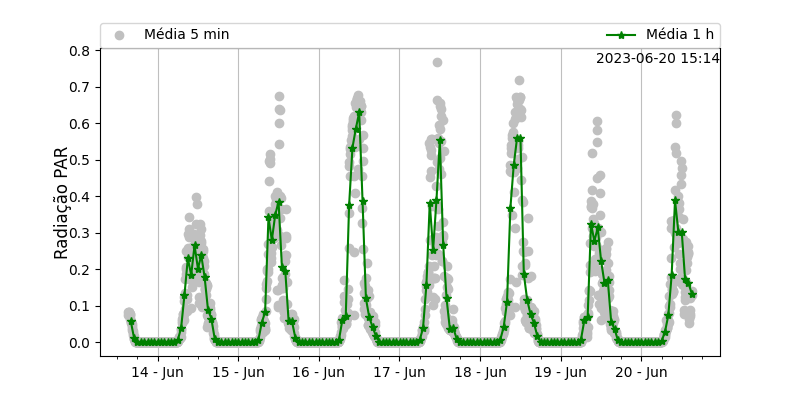 Média 5 min
Média 1 h
2023-06-20 15:14
Radiação PAR
0.8
0.7
0.6
0.5
0.4
0.3
0.2
0.1
0.0
14 - Jun
15 - Jun
16 - Jun
17 - Jun
18 - Jun
19 - Jun
20 - Jun